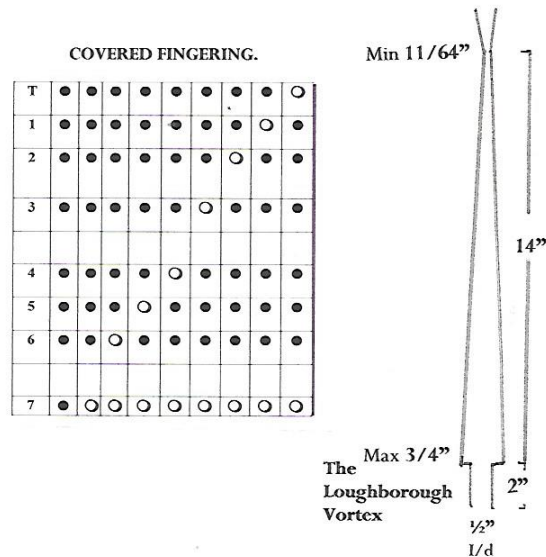 COVERED FINGERING.
T
1
2
3
4
5
6
7
Min 11/64”
14”
Max 3/4”
2”
The
Loughborough
Vortex
½”
I/d